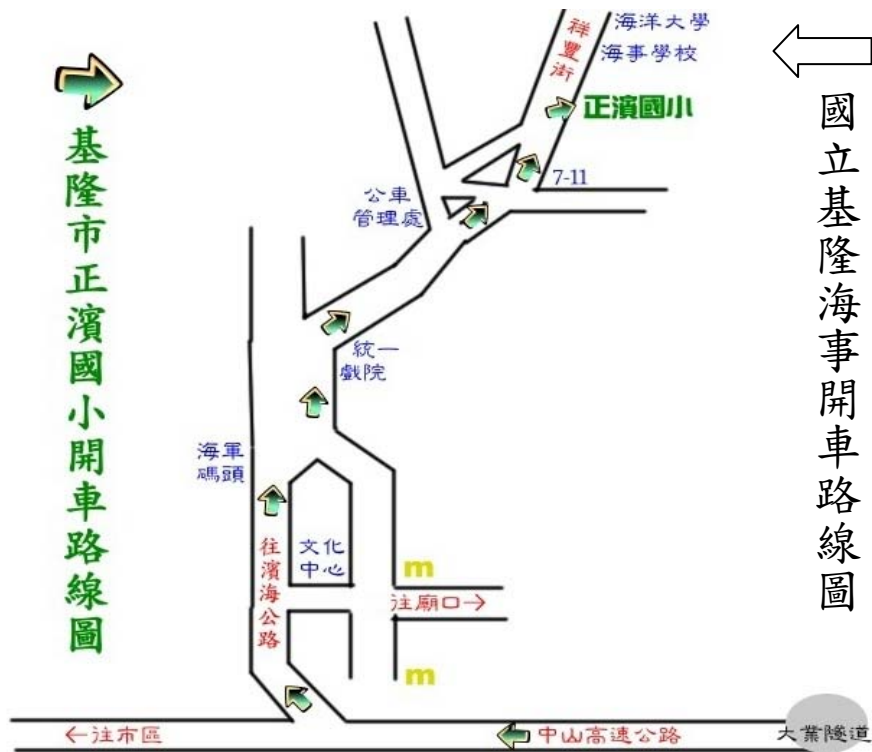 基隆市正濱國小開車路線圖
國立基隆海事開車路線圖
祥豐街
海洋大學
海事學校
正濱國小
7-11
公車
管理處
統一
戲院
海軍
碼頭
往濱海公路
文化
中心
m
往廟口→
m
←往市區
中山高速公路
大業隧道